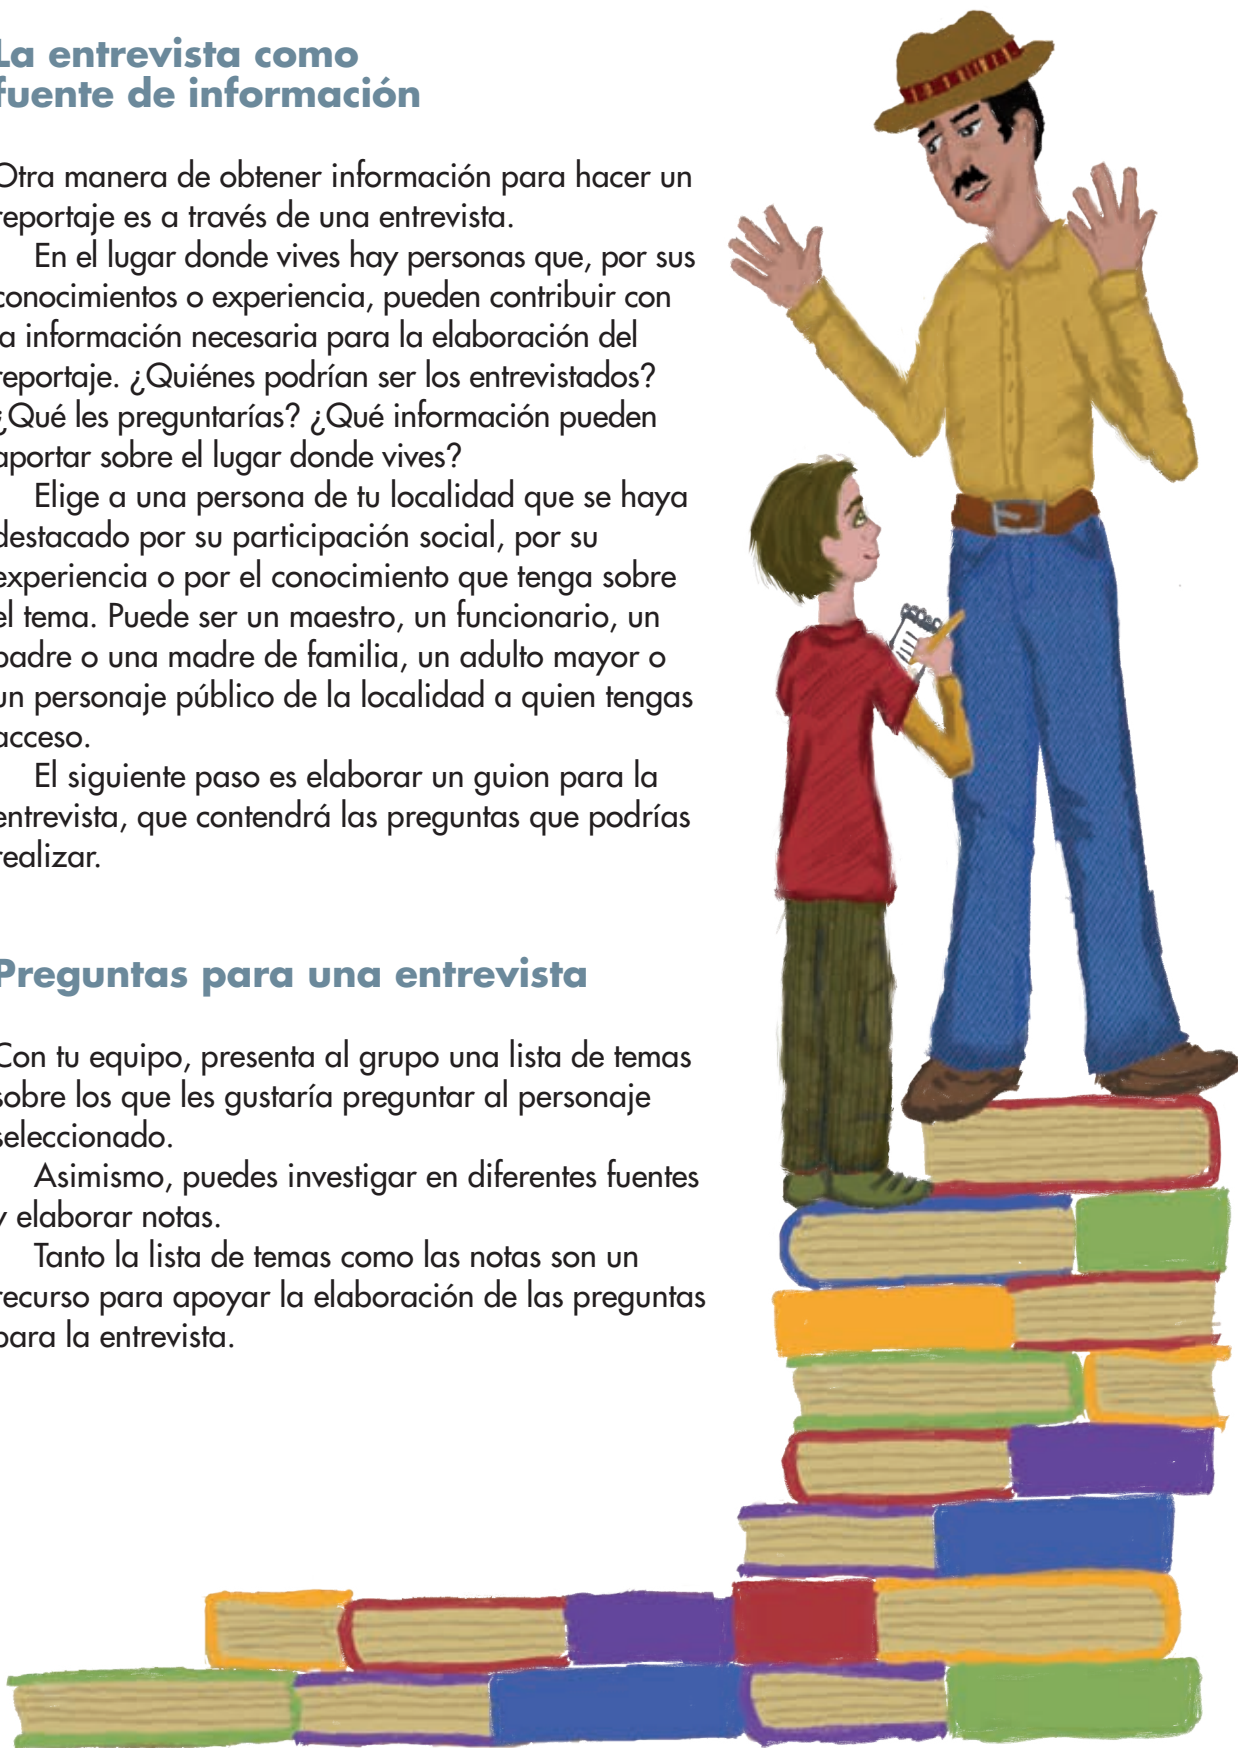 La entrevista como
fuente de información
Otra manera de obtener información para hacer un
reportaje es a través de una entrevista.
En el lugar donde vives hay personas que, por sus
conocimientos o experiencia, pueden contribuir con
la información necesaria para la elaboración del
reportaje. ¿Quiénes podrían ser los entrevistados?
¿Qué les preguntarías? ¿Qué información pueden
aportar sobre el lugar donde vives?
Elige a una persona de tu localidad que se haya
destacado por su participación social, por su
experiencia o por el conocimiento que tenga sobre
el tema. Puede ser un maestro, un funcionario, un
padre o una madre de familia, un adulto mayor o
un personaje público de la localidad a quien tengas
acceso.
El siguiente paso es elaborar un guion para la
entrevista, que contendrá las preguntas que podrías
realizar.
Preguntas para una entrevista
Con tu equipo, presenta al grupo una lista de temas
sobre los que les gustaría preguntar al personaje
seleccionado.
Asimismo, puedes investigar en diferentes fuentes
y elaborar notas.
Tanto la lista de temas como las notas son un
recurso para apoyar la elaboración de las preguntas
para la entrevista.